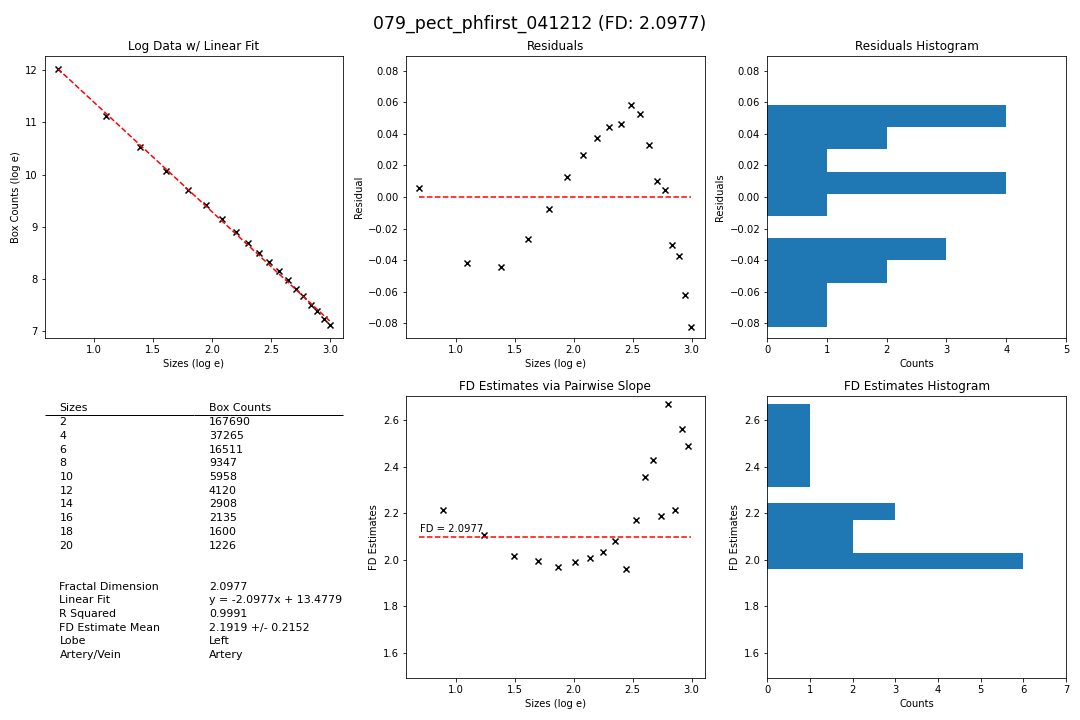 079_pect_phfirst_041212 (FD: 2.0977)
Log Data w/ Linear Fit
12
11
10
9
8
7
Box Counts (log e)
1.0 1.5 2.0 2.5 3.0
Sizes (log e)
Residuals
0.08
0.06
0.04
0.02
0.00
−0.02
−0.04
−0.06
−0.08
Residual
1.0 1.5 2.0 2.5 3.0
Sizes (log e)
Residuals Histogram
0.08
0.06
0.04
0.02
0.00
−0.02
−0.04
−0.06
−0.08
Residuals
0 1 2 3 4 5
Counts
Sizes Box Counts
2 167690
4 37265
6 16511
8 9347
10 5958
12 4120
14 2908
16 2135
18 1600
20 1226
Fractal Dimension 2.0977
Linear Fit y = -2.0977x + 13.4779
R Squared 0.9991
FD Estimate Mean 2.1919 +/- 0.2152
Lobe Left
Artery/Vein Artery
FD Estimates via Pairwise Slope
2.6
2.4
2.2
2.0
1.8
1.6
FD Estimates
FD = 2.0977
1.0 1.5 2.0 2.5 3.0
Sizes (log e)
FD Estimates Histogram
2.6
2.4
2.2
2.0
1.8
1.6
FD Estimates
0 1 2 3 4 5 6 7
Counts